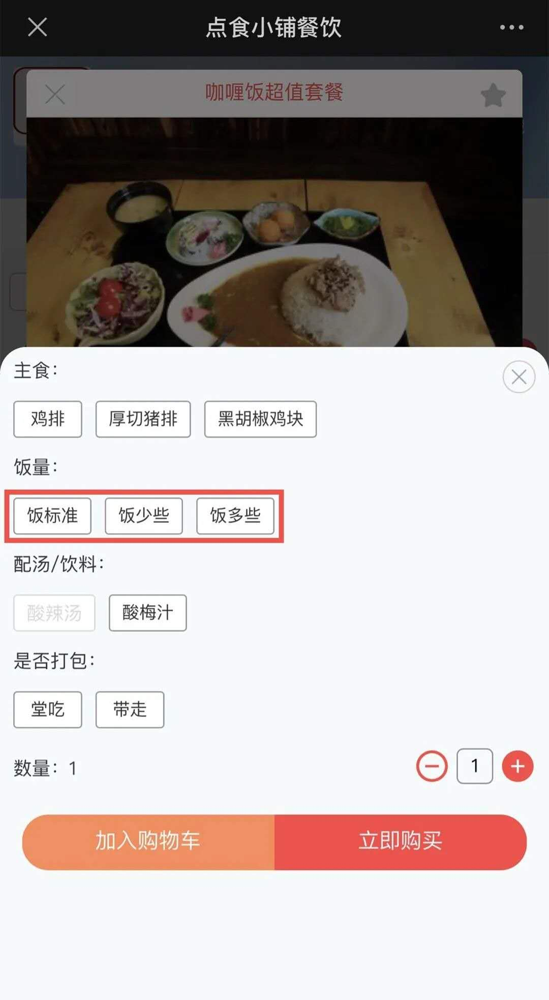 点食小铺餐饮
咖喱饭超值套餐
主食：
鸡排 厚切猪排 黑胡椒鸡块
饭量：
饭标准 饭少些 饭多些
配汤/饮料：
酸辣汤 酸梅汁
是否打包：
堂吃 带走
数量：1 1
加入购物车 立即购买